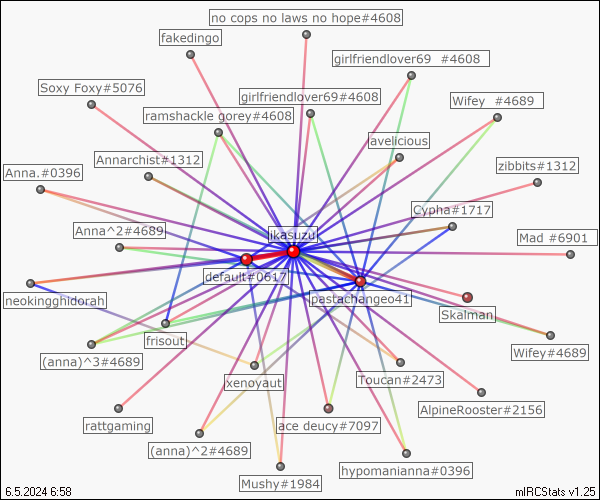 no cops no laws no hope#4608
fakedingo
girlfriendlover69 #4608
Soxy Foxy#5076
girlfriendlover69#4608
Wifey #4689
ramshackle gorey#4608
avelicious
Annarchist#1312
zibbits#1312
Anna.#0396
Cypha#1717
Anna^2#4689
ikasuzu
Mad #6901
default#0617
neokingghidorah
pestachangeo41
Skalman
frisout
Wifey#4689
(anna)^3#4689
xenoyaut
Toucan#2473
AlpineRooster#2156
rattgaming
ace deucy#7097
(anna)^2#4689
hypomanianna#0396
Mushy#1984
6.5.2024 6:58
mIRCStats v1.25